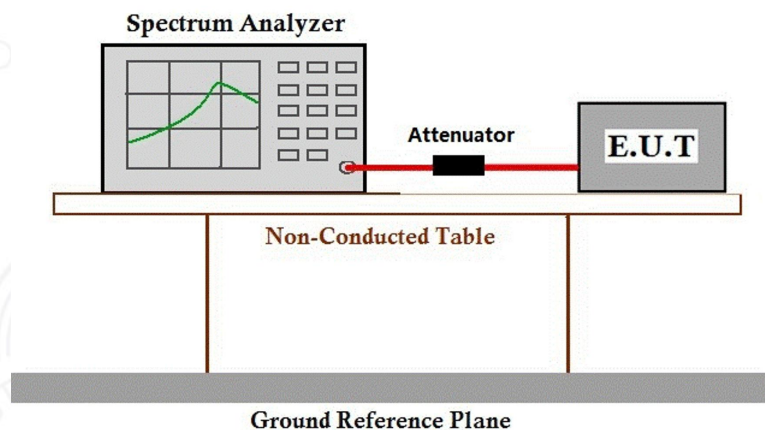 Spectrum Analyzer
Attenuator
E.U.T
Non-Conducted Table
Ground Reference Plane